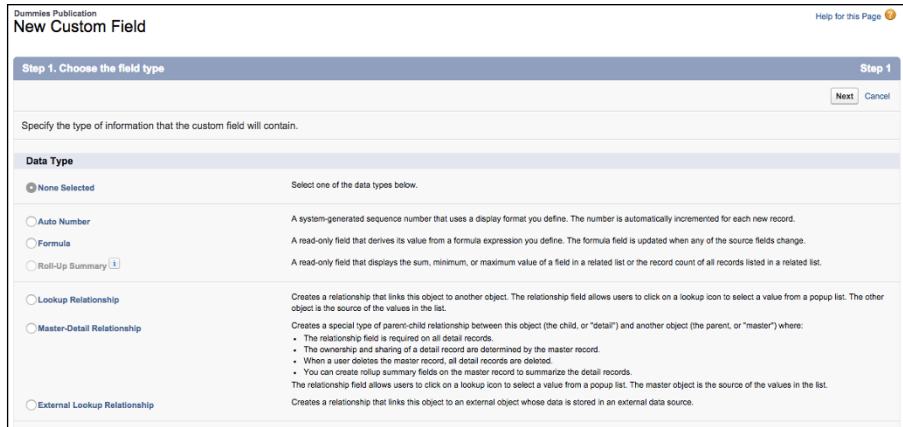 Dummies Publication
New Custom Field
Help for this Page
Step 1. Choose the field type
Step 1
Next Cancel
Specify the type of information that the custom field will contain.
Data Type
None Selected
Select one of the data types below.
Auto Number
A system-generated sequence number that uses a display format you define. The number is automatically incremented for each new record.
Formula
A read-only field that derives its value from a formula expression you define. The formula field is updated when any of the source fields change.
Roll-Up Summary i
A read-only field that displays the sum, minimum, or maximum value of a field in a related list or the record count of all records listed in a related list.
Lookup Relationship
Creates a relationship that links this object to another object. The relationship field allows users to click on a lookup icon to select a value from a popup list. The other
object is the source of the values in the list.
Master-Detail Relationship
Creates a special type of parent-child relationship between this object (the child, or "detail") and another object (the parent, or "master") where:
• The relationship field is required on all detail records.
• The ownership and sharing of a detail record are determined by the master record.
• When a user deletes the master record, all detail records are deleted.
• You can create rollup summary fields on the master record to summarize the detail records.
The relationship field allows users to click on a lookup icon to select a value from a popup list. The master object is the source of the values in the list.
External Lookup Relationship
Creates a relationship that links this object to an external object whose data is stored in an external data source.